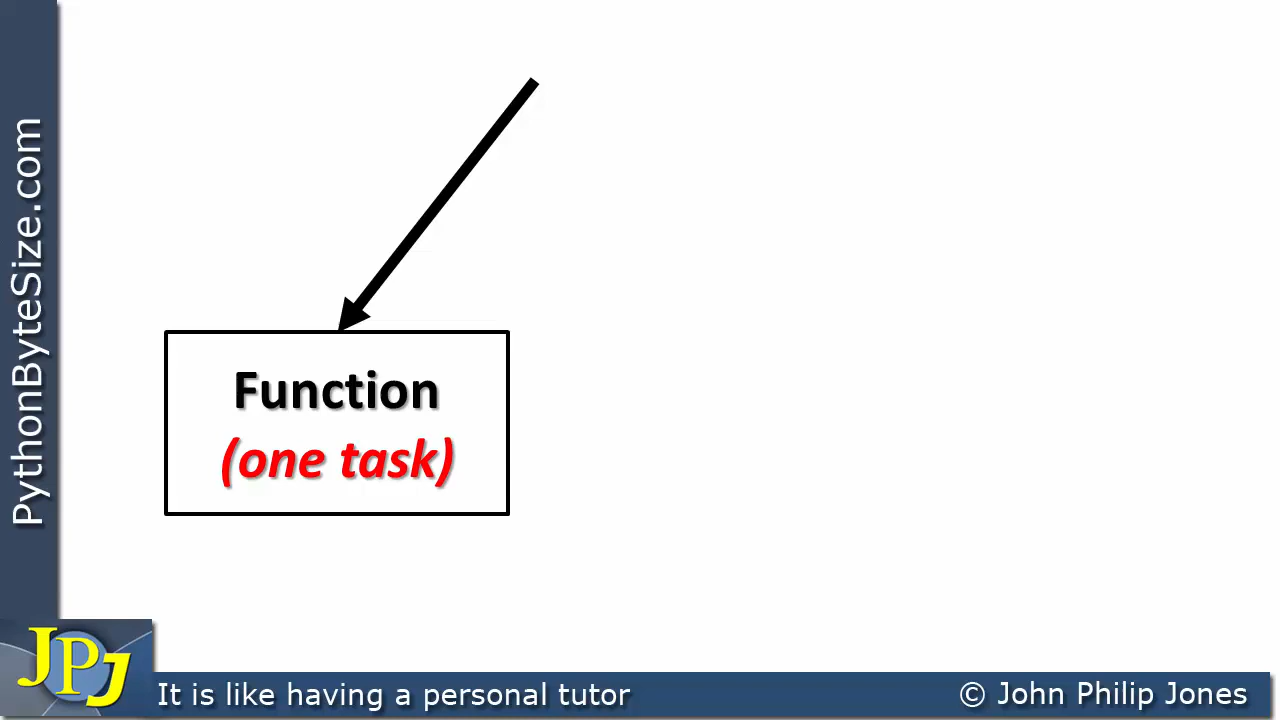 PythonByteSize.com
Function
(one task)
JPJ
It is like having a personal tutor
© John Philip Jones